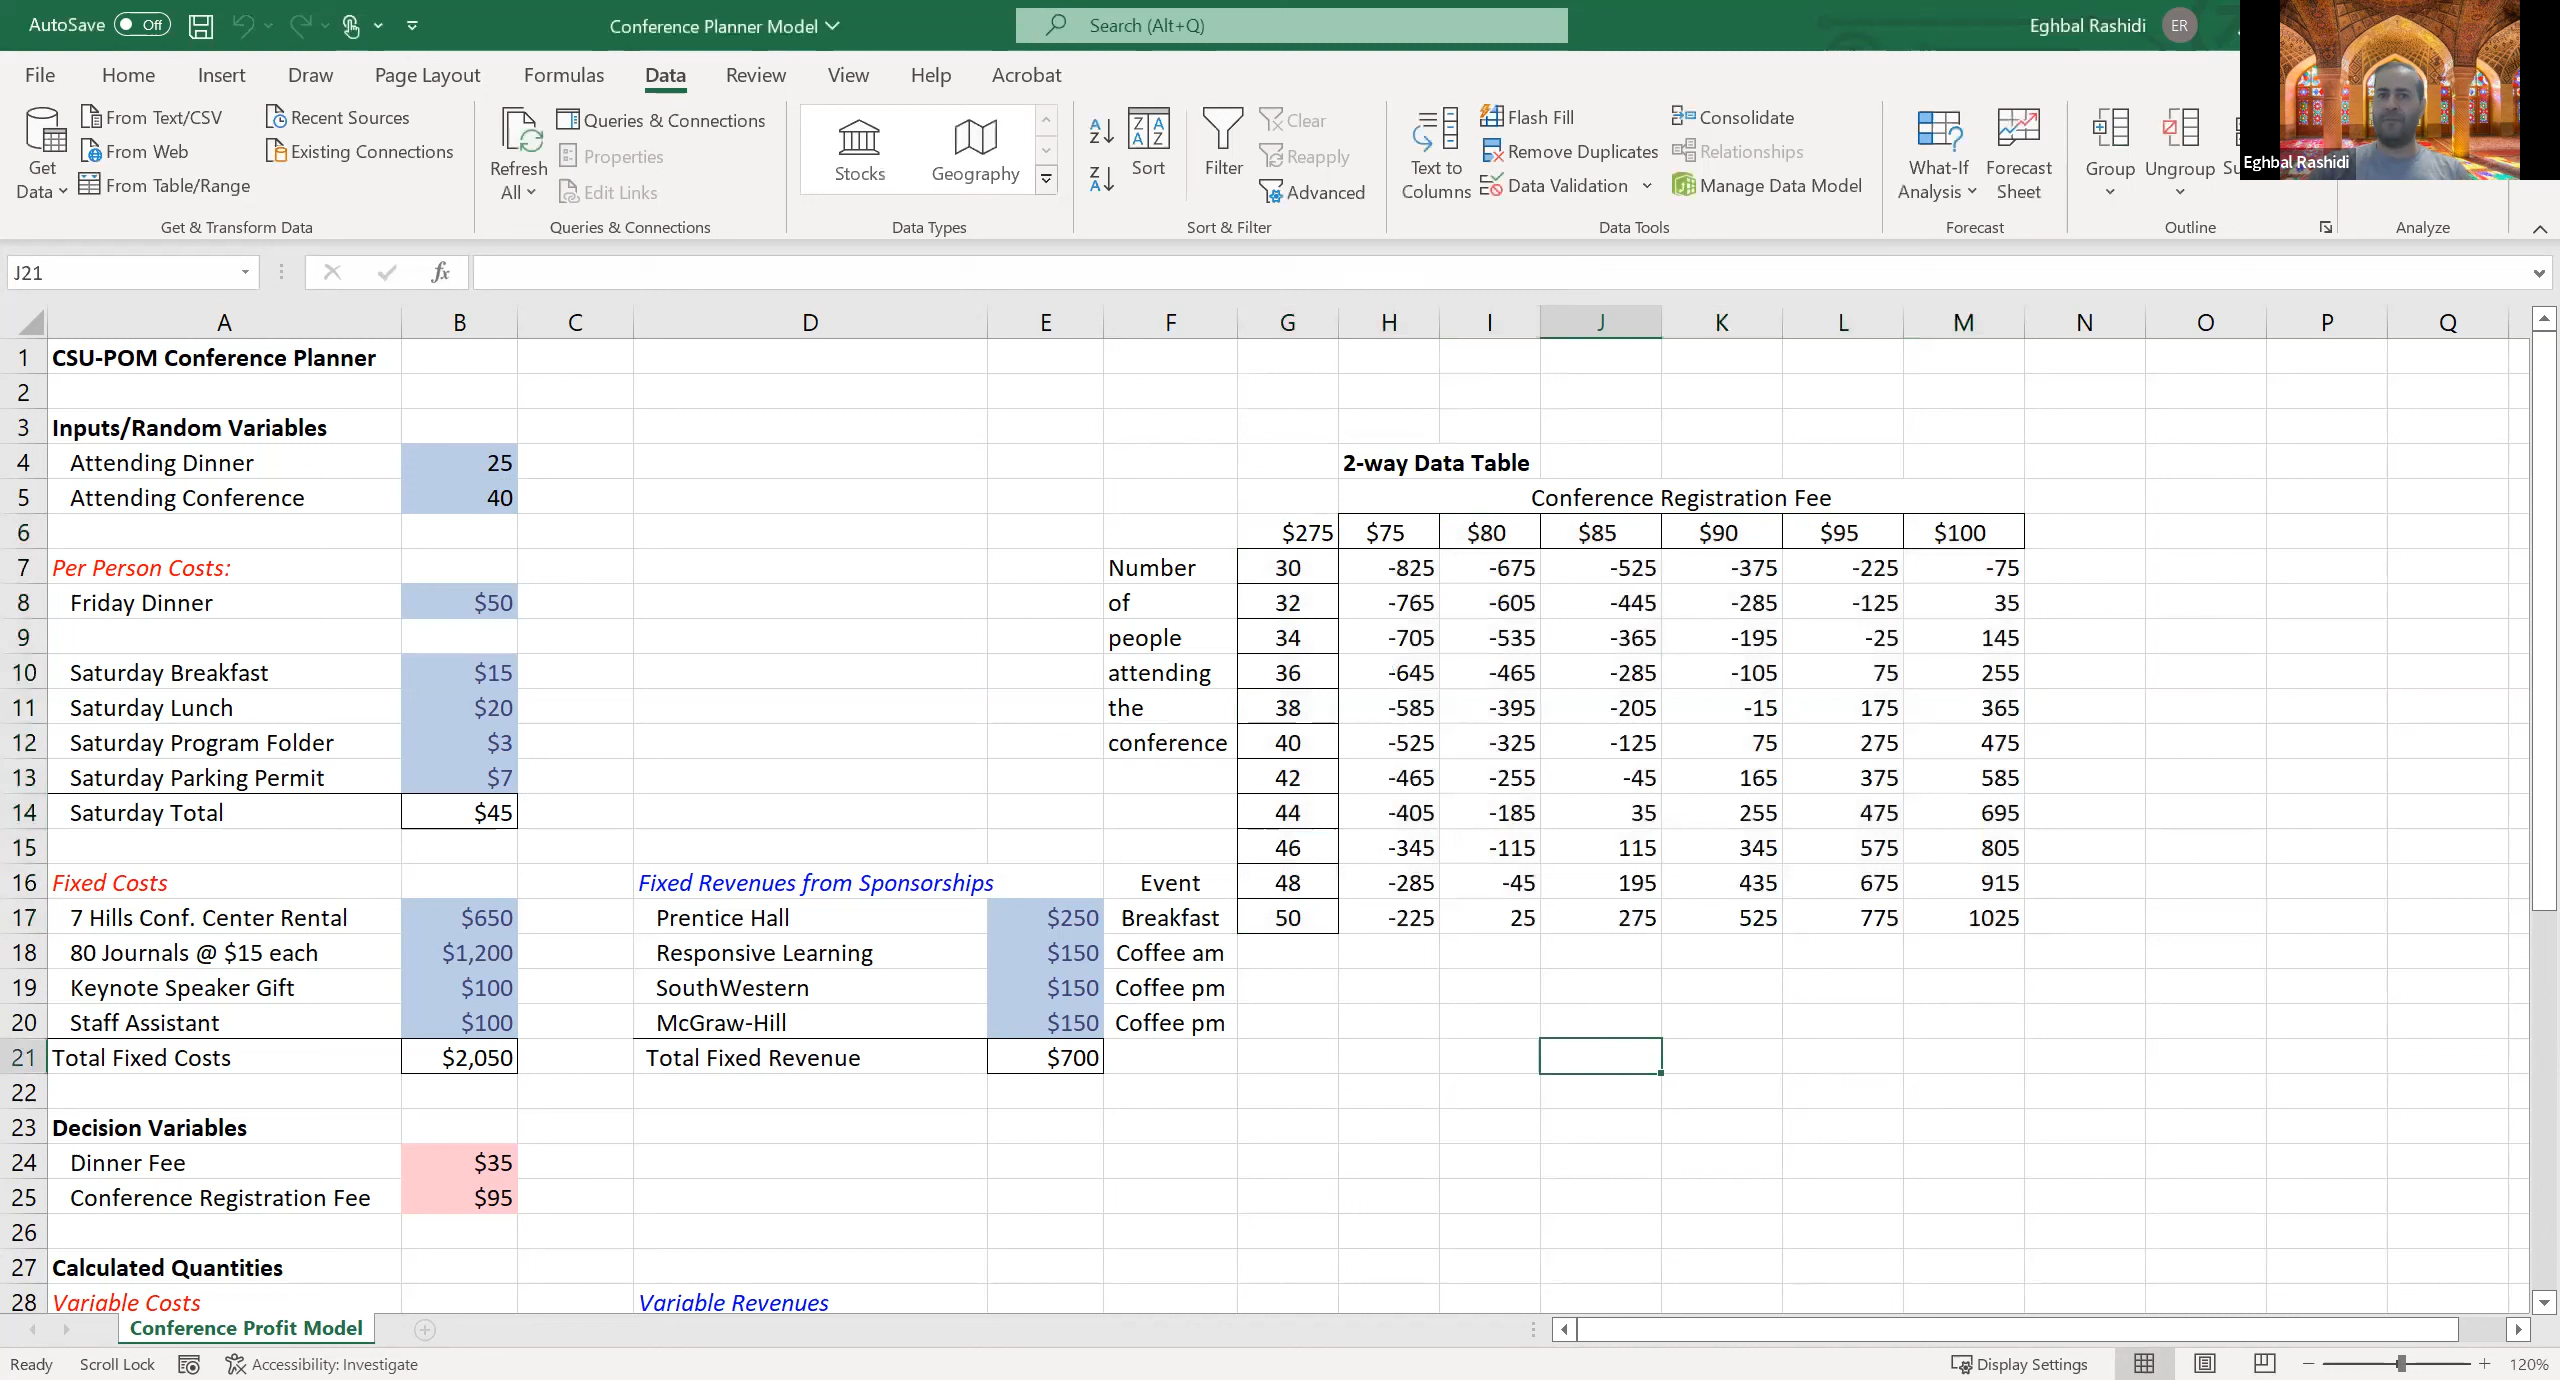 AutoSave Off Conference Planner Model Search (Alt+Q) Eghbal Rashidi ER
File Home Insert Draw Page Layout Formulas Data Review View Help Acrobat
Get Data From Text/CSV From Web From Table/Range Recent Sources Existing Connections
Get & Transform Data
Refresh All Queries & Connections Properties Edit Links
Queries & Connections
Stocks Geography
Data Types
Sort Filter Clear Reapply Advanced
Sort & Filter
Text to Columns Flash Fill Remove Duplicates Data Validation Consolidate Relationships Manage Data Model
Data Tools
What-If Analysis Forecast Sheet
Forecast
Group Ungroup
Outline
Analyze
Eghbal Rashidi
J21 fx
A B C D E F G H I J K L M N O P Q
1 CSU-POM Conference Planner
2
3 Inputs/Random Variables
4 Attending Dinner 25 2-way Data Table
5 Attending Conference 40 Conference Registration Fee
6 $275 $75 $80 $85 $90 $95 $100
7 Per Person Costs: Number 30 -825 -675 -525 -375 -225 -75
8 Friday Dinner $50 of 32 -765 -605 -445 -285 -125 35
9 people 34 -705 -535 -365 -195 -25 145
10 Saturday Breakfast $15 attending 36 -645 -465 -285 -105 75 255
11 Saturday Lunch $20 the 38 -585 -395 -205 -15 175 365
12 Saturday Program Folder $3 conference 40 -525 -325 -125 75 275 475
13 Saturday Parking Permit $7 42 -465 -255 -45 165 375 585
14 Saturday Total $45 44 -405 -185 35 255 475 695
15 46 -345 -115 115 345 575 805
16 Fixed Costs Fixed Revenues from Sponsorships Event 48 -285 -45 195 435 675 915
17 7 Hills Conf. Center Rental $650 Prentice Hall $250 Breakfast 50 -225 25 275 525 775 1025
18 80 Journals @ $15 each $1,200 Responsive Learning $150 Coffee am
19 Keynote Speaker Gift $100 SouthWestern $150 Coffee pm
20 Staff Assistant $100 McGraw-Hill $150 Coffee pm
21 Total Fixed Costs $2,050 Total Fixed Revenue $700
22
23 Decision Variables
24 Dinner Fee $35
25 Conference Registration Fee $95
26
27 Calculated Quantities
28 Variable Costs Variable Revenues
Conference Profit Model
Ready Scroll Lock Accessibility: Investigate Display Settings 120%